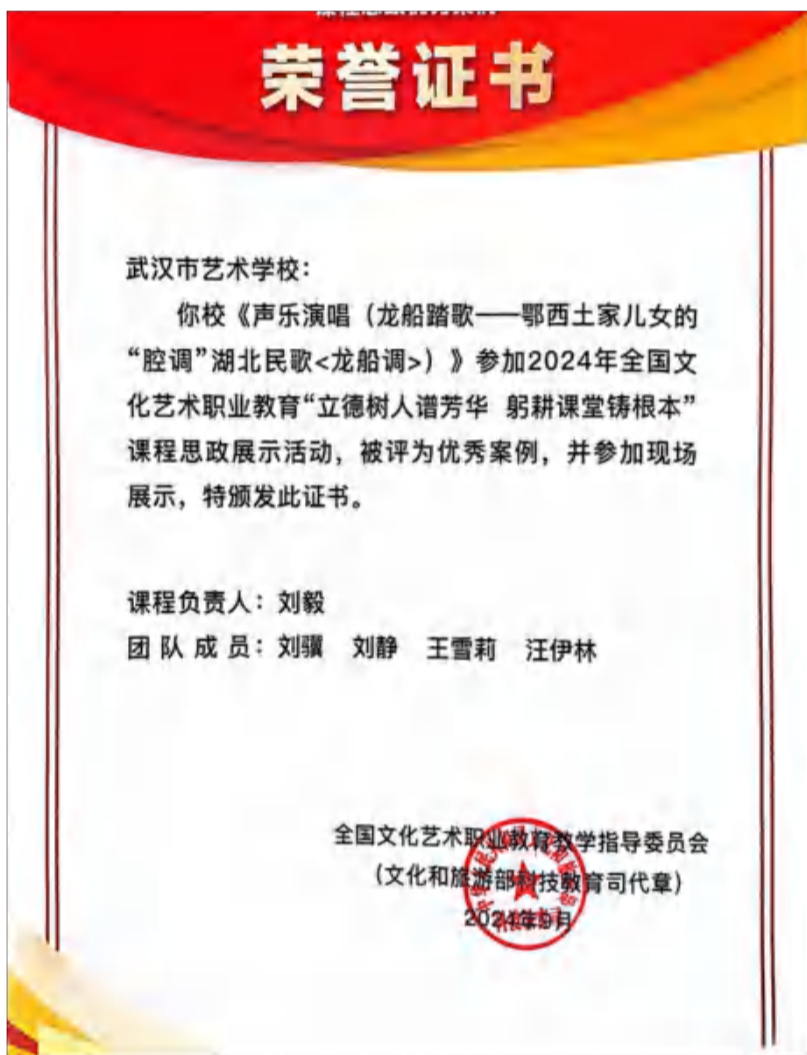 荣誉证书
武汉市艺术学校：
你校《声乐演唱（龙船踏歌——鄂西土家儿女的
“腔调”湖北民歌<龙船调>）》参加2024年全国文
化艺术职业教育“立德树人谱芳华 躬耕课堂铸根本”
课程思政展示活动，被评为优秀案例，并参加现场
展示，特颁发此证书。
课程负责人：刘毅
团队成员：刘骥 刘静 王雪莉 汪伊林
全国文化艺术职业教育教学指导委员会
（文化和旅游部科技教育司代章）
2024年9月